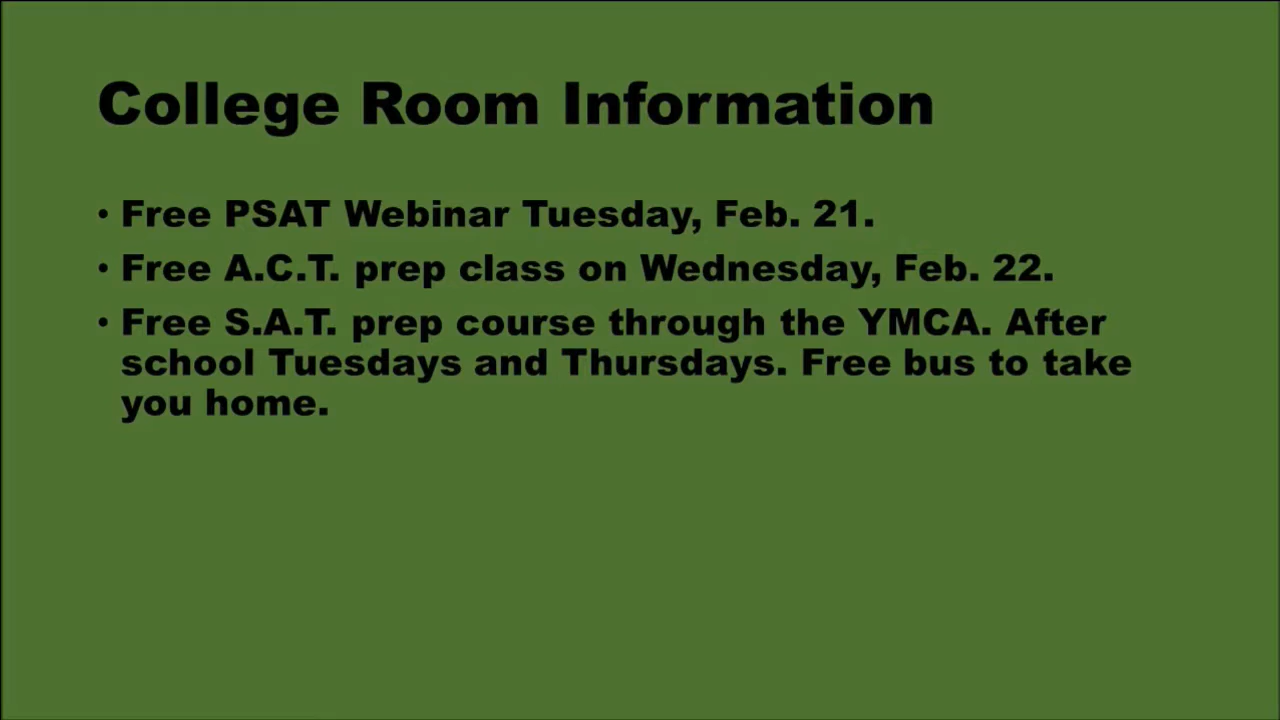 College Room Information
• Free PSAT Webinar Tuesday, Feb. 21.
• Free A.C.T. prep class on Wednesday, Feb. 22.
• Free S.A.T. prep course through the YMCA. After
school Tuesdays and Thursdays. Free bus to take
you home.